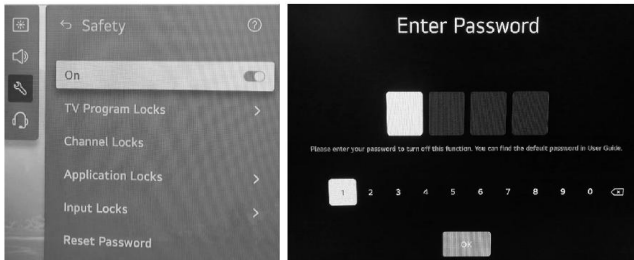 Safety
?
On
TV Program Locks
Channel Locks
Application Locks
Input Locks
Reset Password
Enter Password
Please enter your password to turn off this function. You can find the default password in User Guide.
1 2 3 4 5 6 7 8 9 0
OK